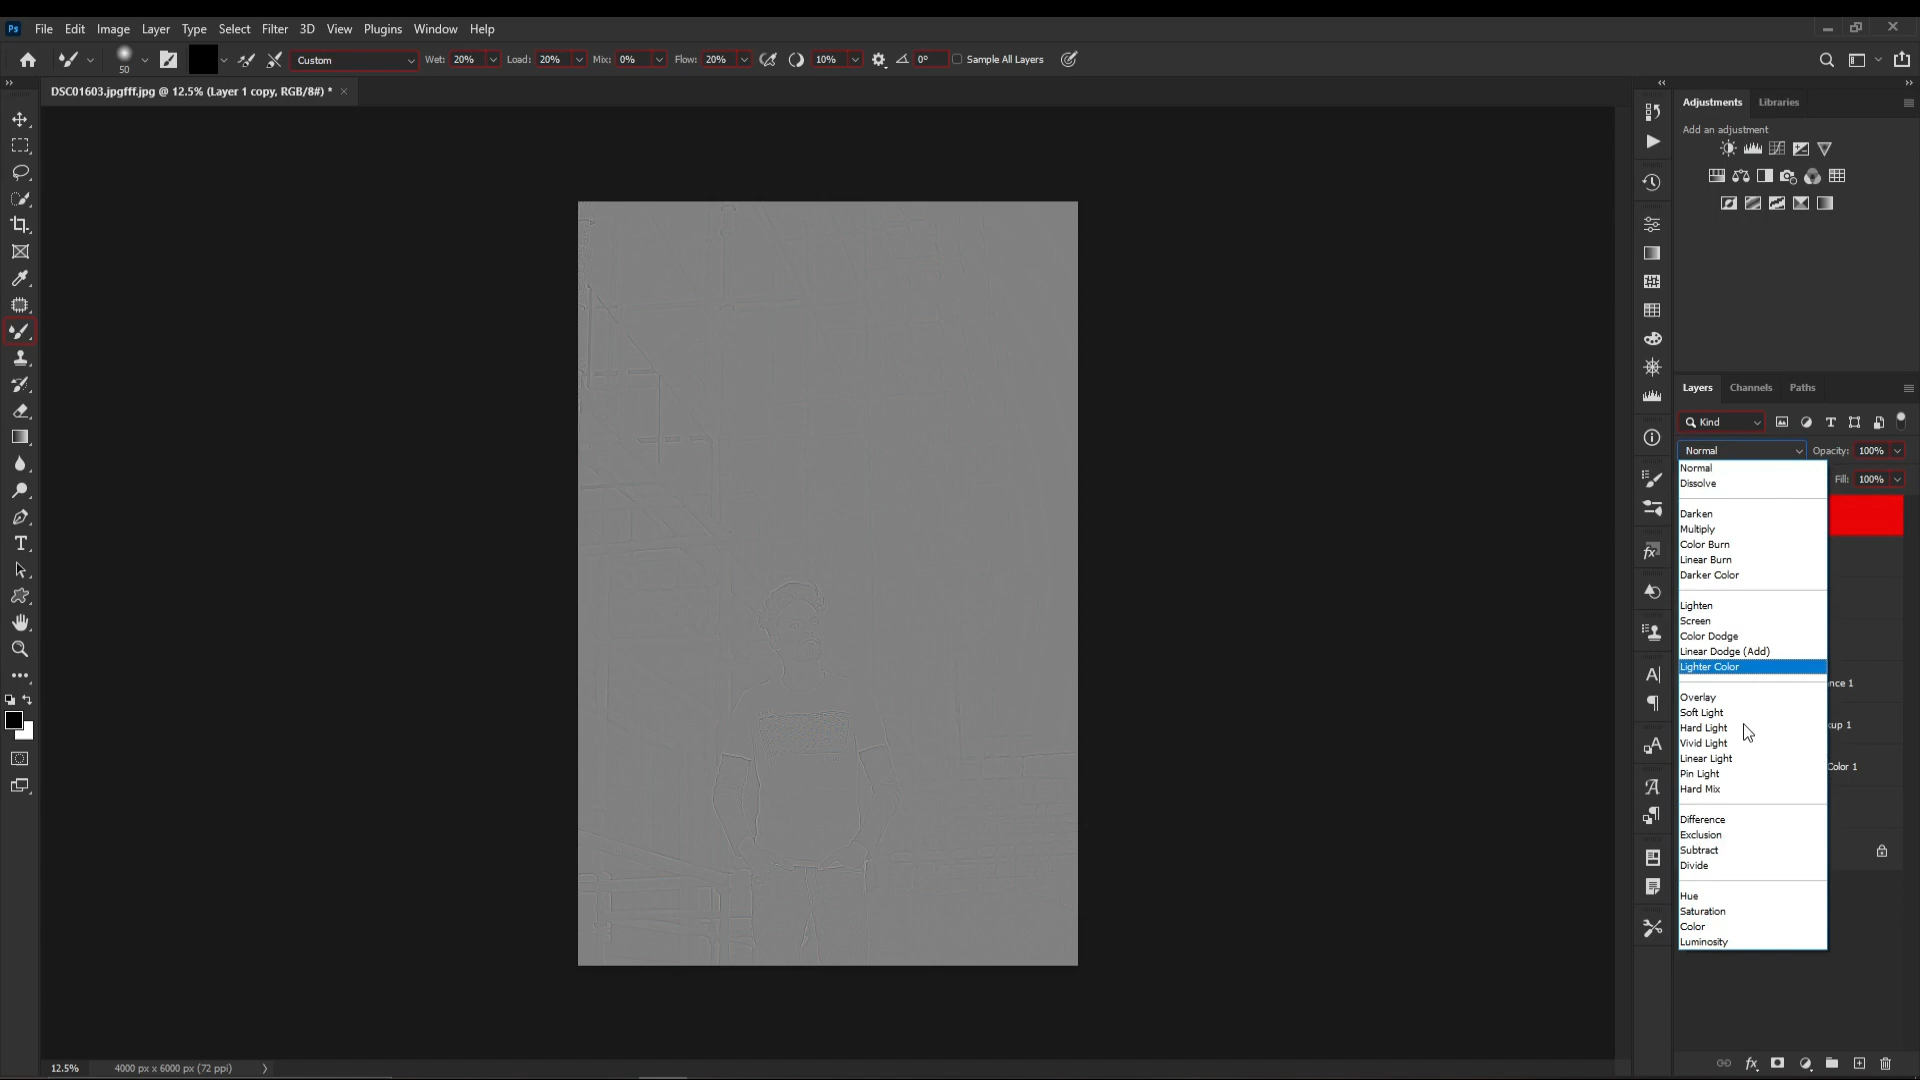 Ps File Edit Image Layer Type Select Filter 3D View Plugins Window Help
50 Custom Wet: 20% Load: 20% Mix: 0% Flow: 20% 10% 0° Sample All Layers
DSC01603.jpgfff.jpg @ 12.5% (Layer 1 copy, RGB/8#) * ×
Adjustments Libraries
Add an adjustment
Layers Channels Paths
Kind
Normal Opacity: 100%
Fill: 100%
Normal
Dissolve
Darken
Multiply
Color Burn
Linear Burn
Darker Color
Lighten
Screen
Color Dodge
Linear Dodge (Add)
Lighter Color
nce 1
Overlay
Soft Light
Hard Light
kup 1
Vivid Light
Linear Light
Color 1
Pin Light
Hard Mix
Difference
Exclusion
Subtract
Divide
Hue
Saturation
Color
Luminosity
12.5% 4000 px x 6000 px (72 ppi)